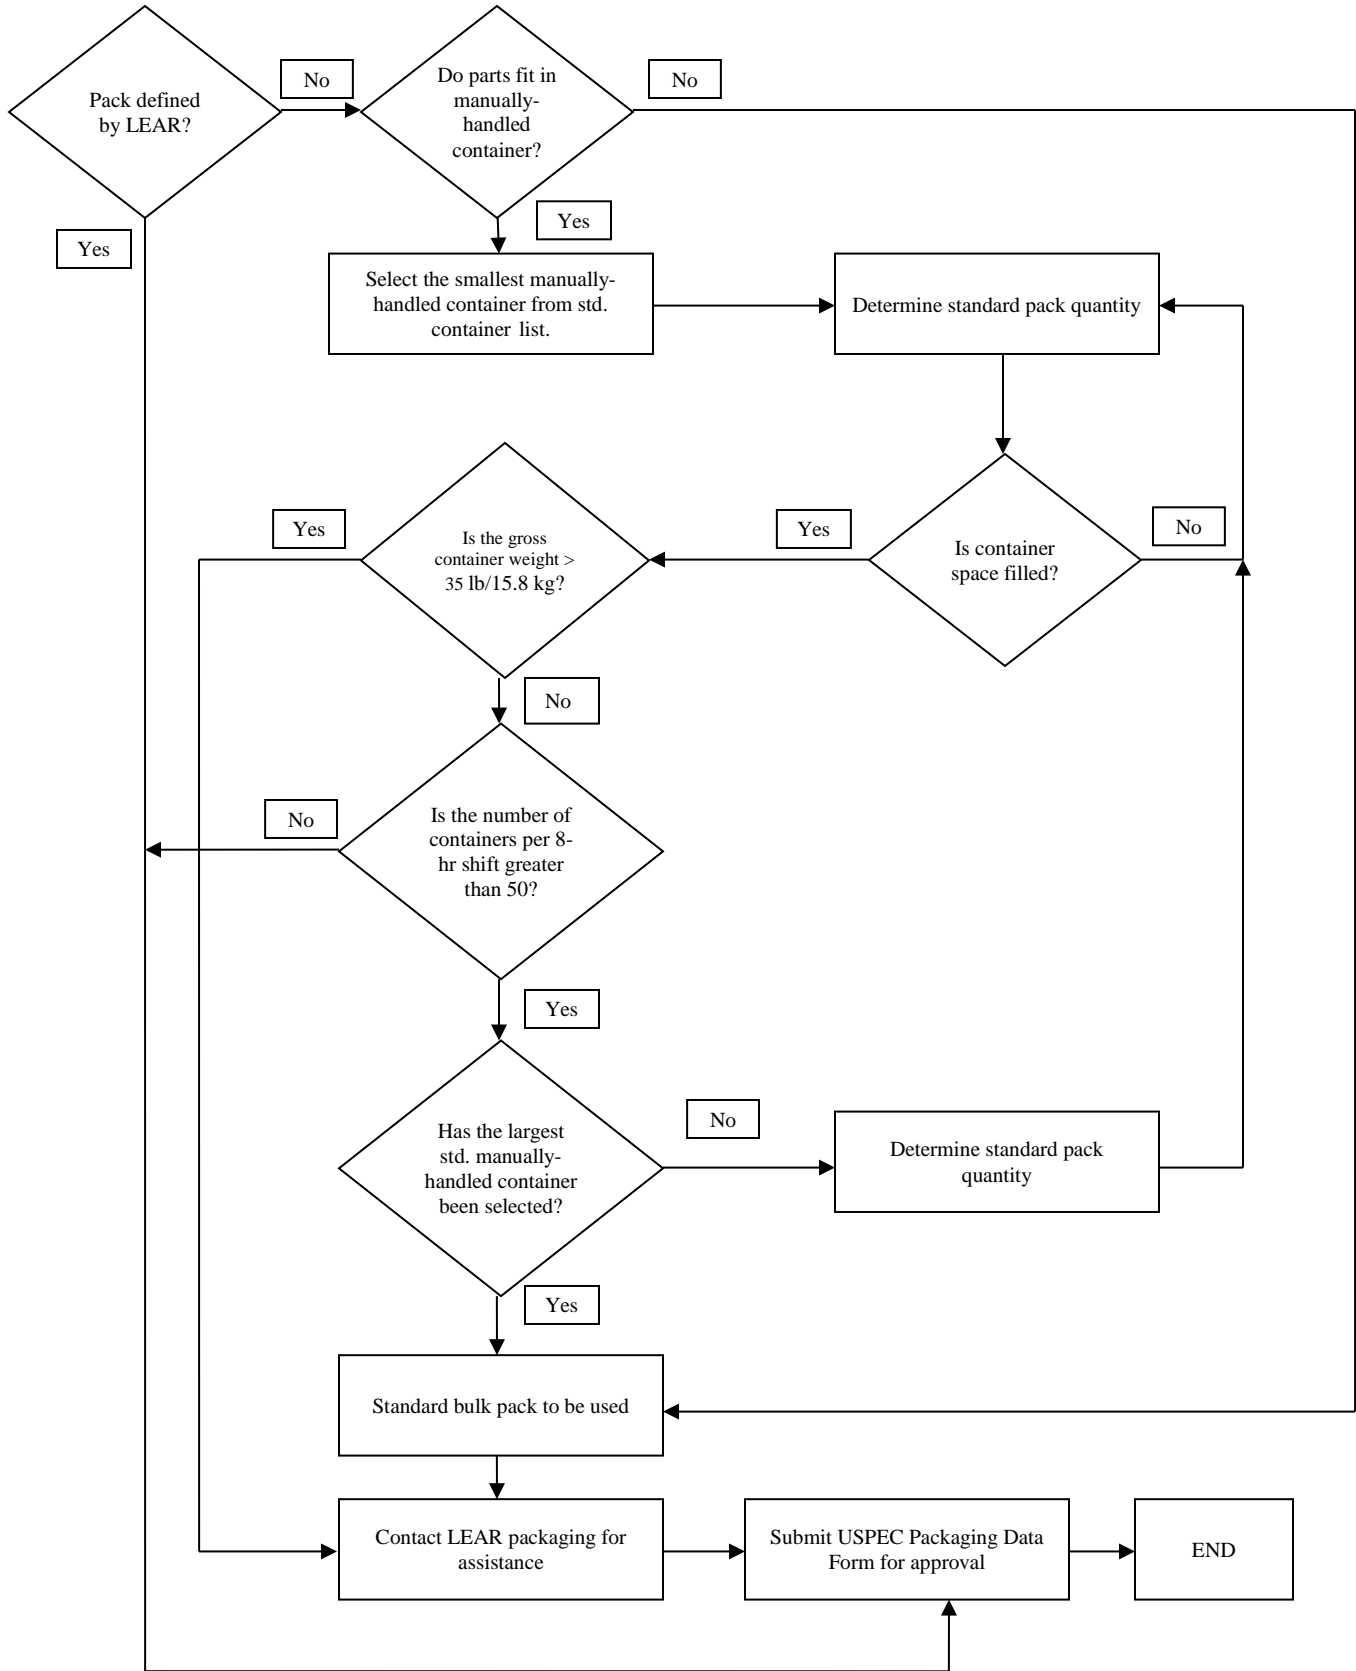 No
No
Pack defined
by LEAR?
Do parts fit in
manually-
handled
container?
Yes
Yes
Select the smallest manually-
handled container from std.
container list.
Determine standard pack quantity
Yes
Is the gross
container weight >
35 lb/15.8 kg?
Yes
No
Is container
space filled?
No
No
Is the number of
containers per 8-
hr shift greater
than 50?
Yes
Has the largest
std. manually-
handled container
been selected?
No
Determine standard pack
quantity
Yes
Standard bulk pack to be used
Contact LEAR packaging for
assistance
Submit USPEC Packaging Data
Form for approval
END